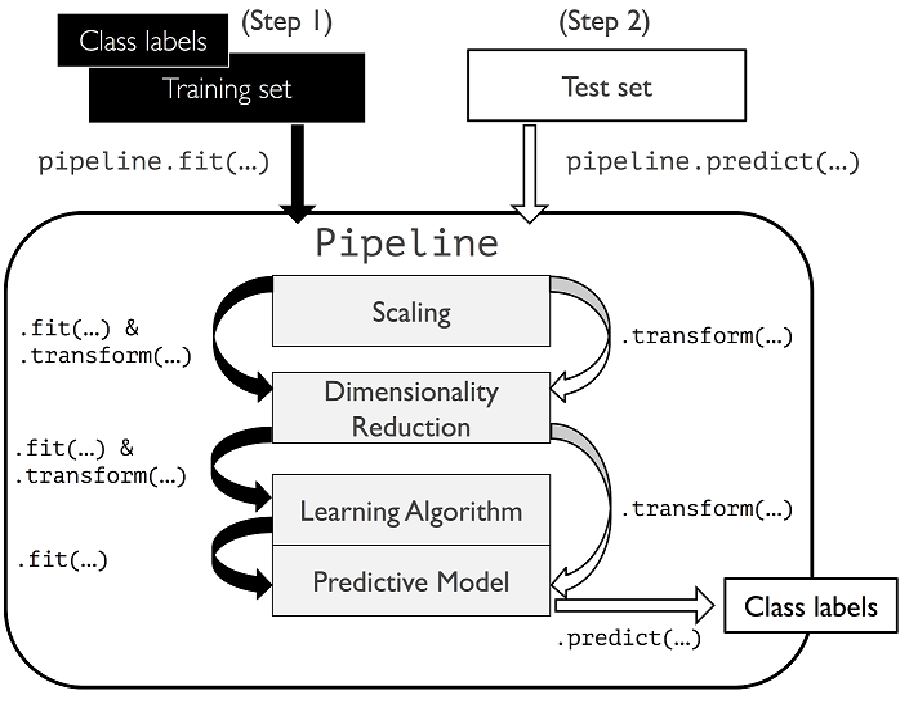 (Step 1)
(Step 2)
Class labels
Training set
Test set
pipeline.fit(…)
pipeline.predict(…)
Pipeline
Scaling
.fit(…) &
.transform(…)
.transform(…)
Dimensionality
Reduction
.fit(…) &
.transform(…)
Learning Algorithm
.transform(…)
.fit(…)
Predictive Model
Class labels
.predict(…)